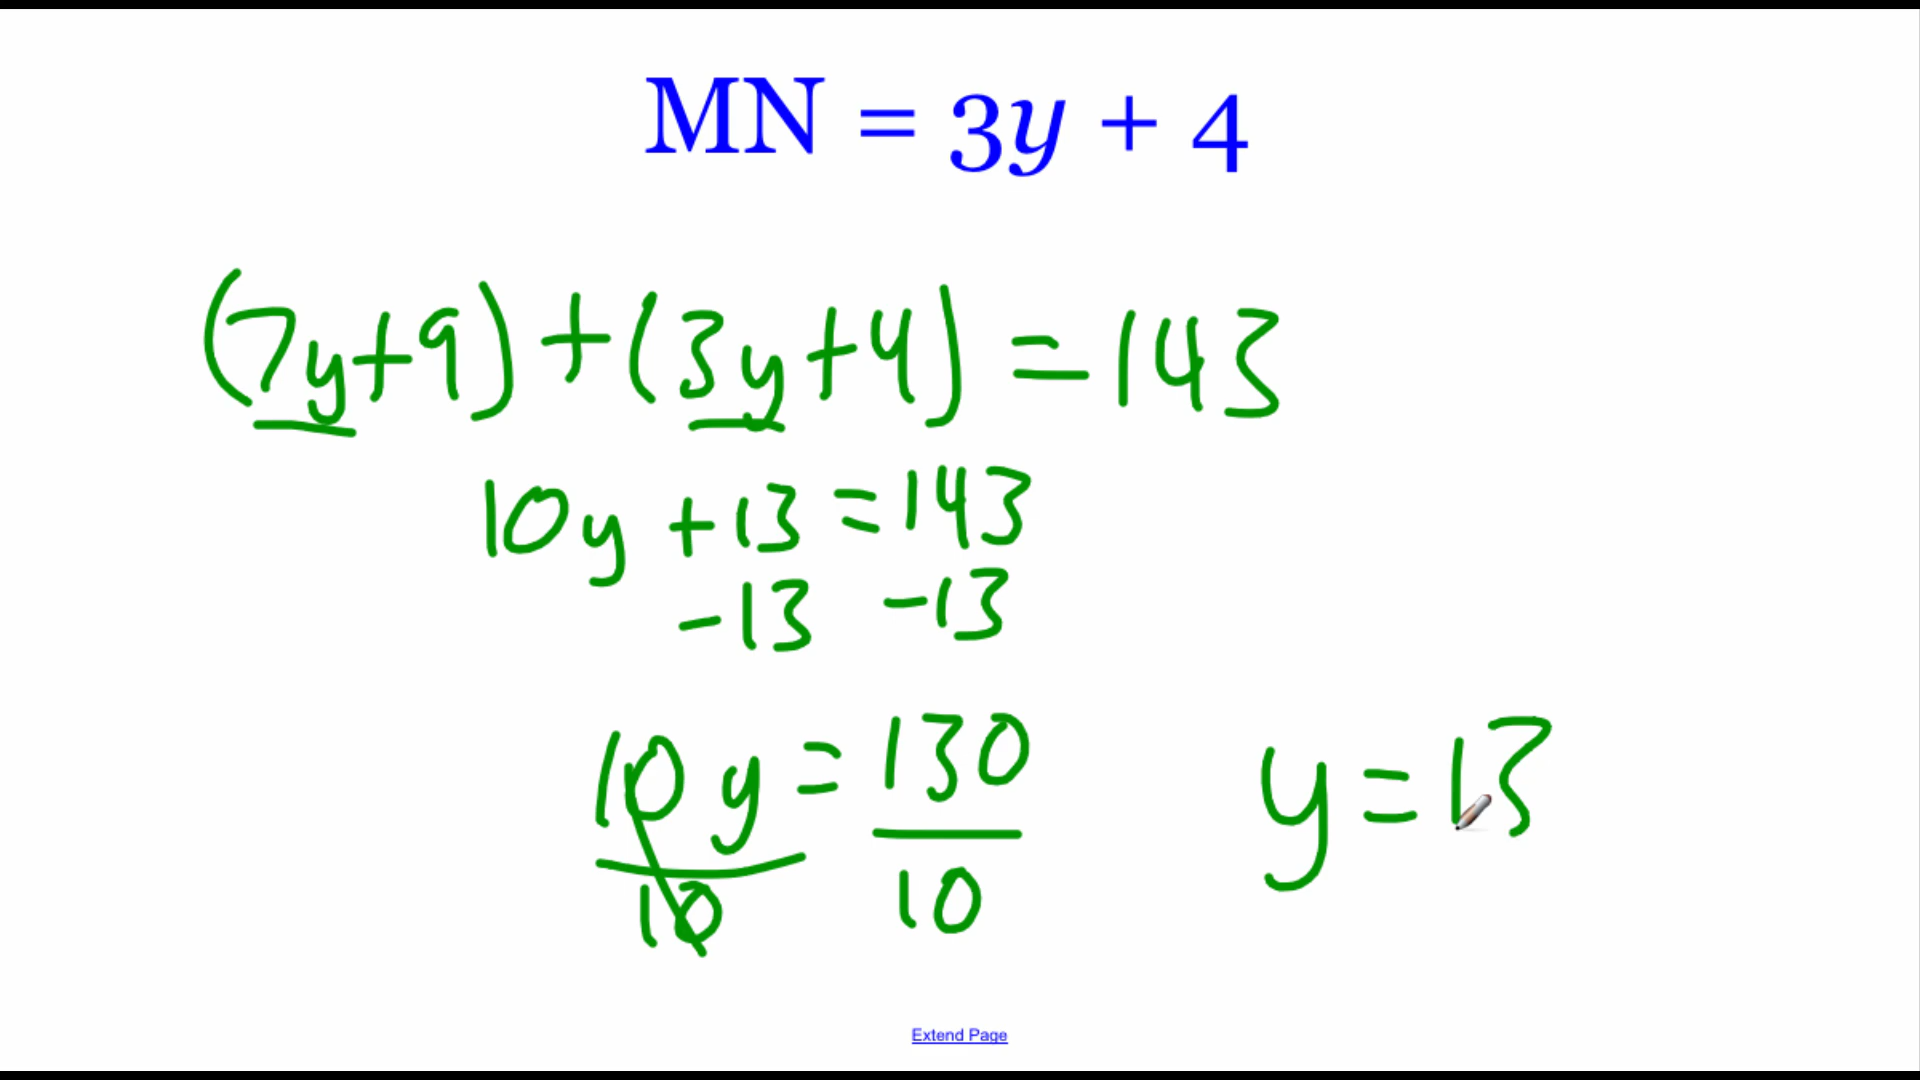 MN = 3y + 4
(7y+9) + (3y+4) = 143
10y + 13 = 143
-13 -13
10y = 130 y = 13
10 10
Extend Page